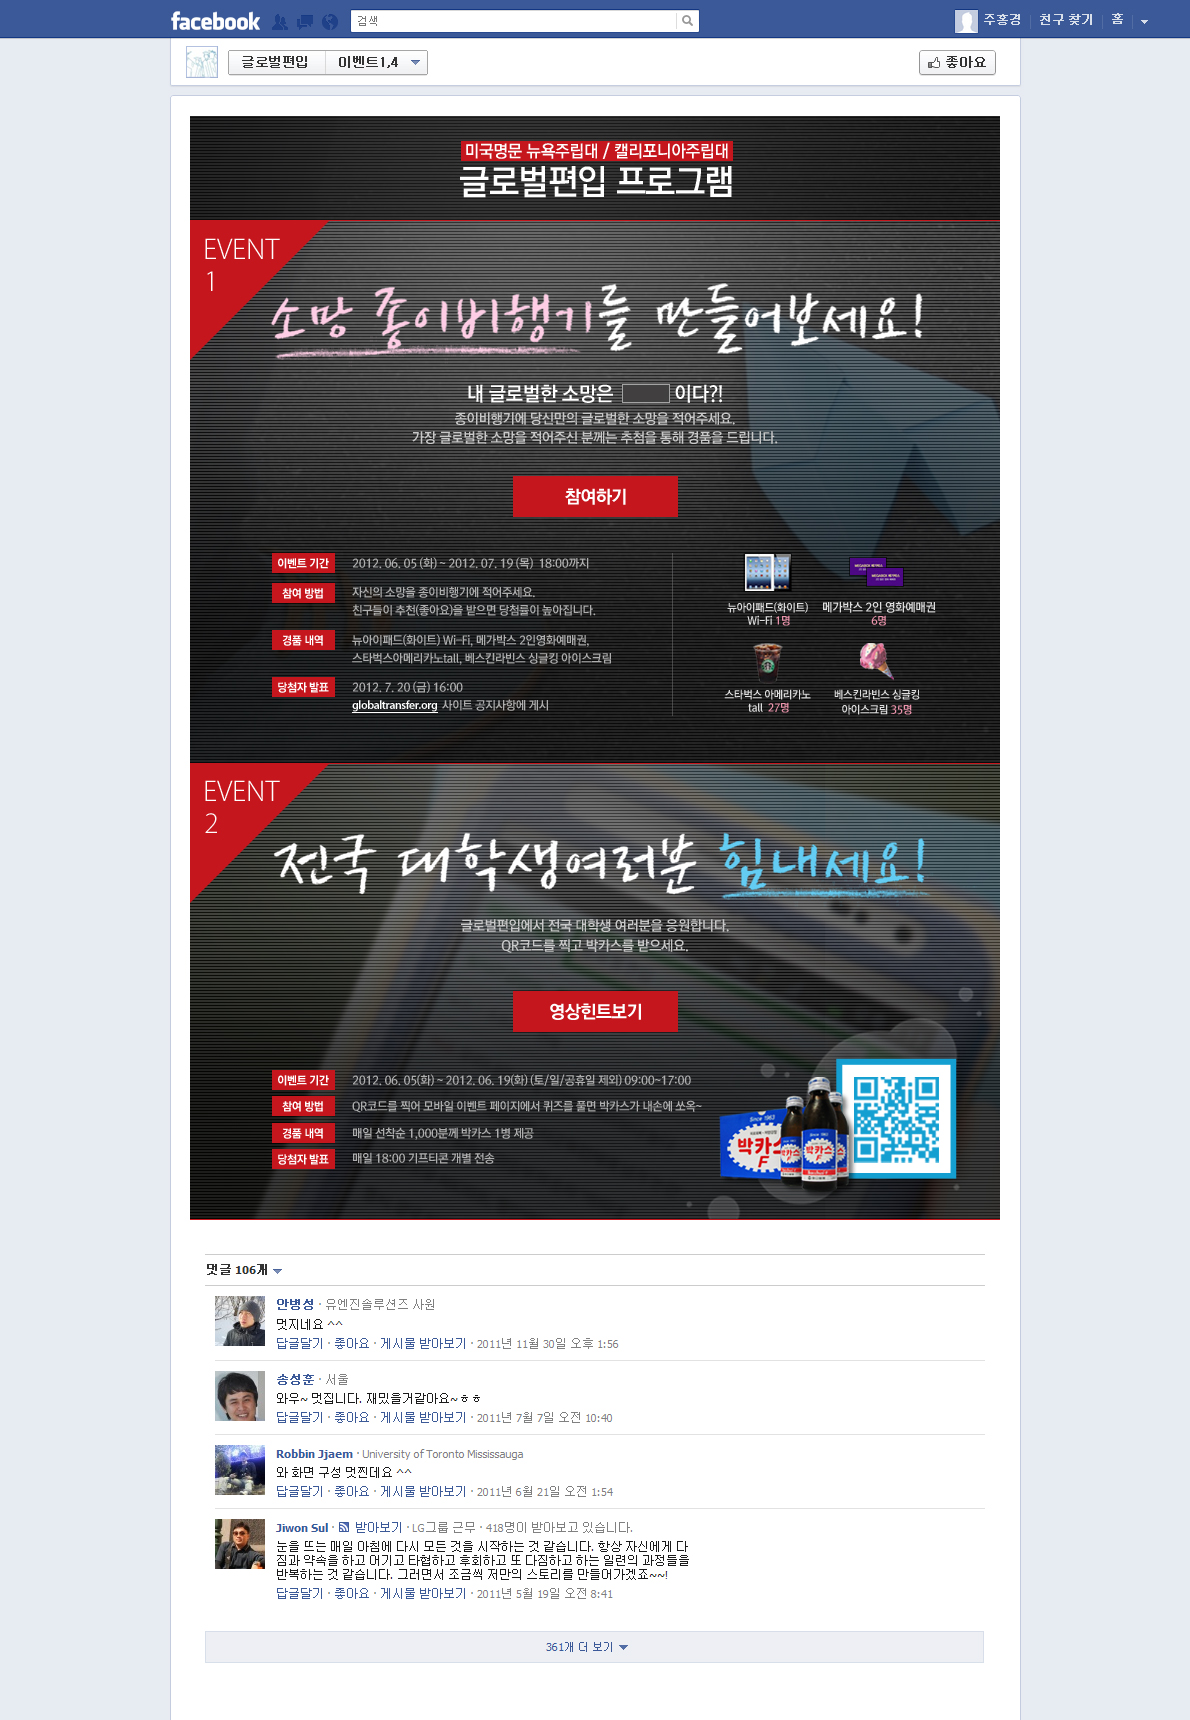 facebook
검색
주홍경
친구 찾기
홈
글로벌편입
이벤트1,4
좋아요
미국명문 뉴욕주립대 / 캘리포니아주립대
글로벌편입 프로그램
EVENT
1
소망 종이비행기를 만들어보세요!
내 글로벌한 소망은 이다?!
종이비행기에 당신만의 글로벌한 소망을 적어주세요.
가장 글로벌한 소망을 적어주신 분께는 추첨을 통해 경품을 드립니다.
참여하기
이벤트 기간 2012. 06. 05 (화) ~ 2012. 07. 19 (목) 18:00까지
참여 방법 자신의 소망을 종이비행기에 적어주세요.
친구들이 추천(좋아요)을 받으면 당첨률이 높아집니다.
경품 내역 뉴아이패드(화이트) Wi-Fi, 메가박스 2인영화예매권,
스타벅스아메리카노tall, 베스킨라빈스 싱글킹 아이스크림
당첨자 발표 2012. 7. 20 (금) 16:00
globaltransfer.org 사이트 공지사항에 게시
뉴아이패드(화이트)
Wi-Fi 1명
메가박스 2인 영화예매권
6명
스타벅스 아메리카노
tall 27명
베스킨라빈스 싱글킹
아이스크림 35명
EVENT
2
전국 대학생여러분 힘내세요!
글로벌편입에서 전국 대학생 여러분을 응원합니다.
QR코드를 찍고 박카스를 받으세요.
영상힌트보기
이벤트 기간 2012. 06. 05(화) ~ 2012. 06. 19(화) (토/일/공휴일 제외) 09:00~17:00
참여 방법 QR코드를 찍어 모바일 이벤트 페이지에서 퀴즈를 풀면 박카스가 내손에 쏘옥~
경품 내역 매일 선착순 1,000분께 박카스 1병 제공
당첨자 발표 매일 18:00 기프티콘 개별 전송
Since 1963
박카스
F
박카스
F
댓글 106개
안병성 · 유엔진솔루션즈 사원
멋지네요 ^^
답글달기 · 좋아요 · 게시물 받아보기 · 2011년 11월 30일 오후 1:56
송성훈 · 서울
와우~ 멋집니다. 재밌을거같아요~ㅎㅎ
답글달기 · 좋아요 · 게시물 받아보기 · 2011년 7월 7일 오전 10:40
Robbin Jjaem · University of Toronto Mississauga
와 화면 구성 멋찐데요 ^^
답글달기 · 좋아요 · 게시물 받아보기 · 2011년 6월 21일 오전 1:54
Jiwon Sul · 받아보기 · LG그룹 근무 · 418명이 받아보고 있습니다.
눈을 뜨는 매일 아침에 다시 모든 것을 시작하는 것 같습니다. 항상 자신에게 다
짐과 약속을 하고 어기고 타협하고 후회하고 또 다짐하고 하는 일련의 과정들을
반복하는 것 같습니다. 그러면서 조금씩 저만의 스토리를 만들어가겠죠~~!
답글달기 · 좋아요 · 게시물 받아보기 · 2011년 5월 19일 오전 8:41
361개 더 보기